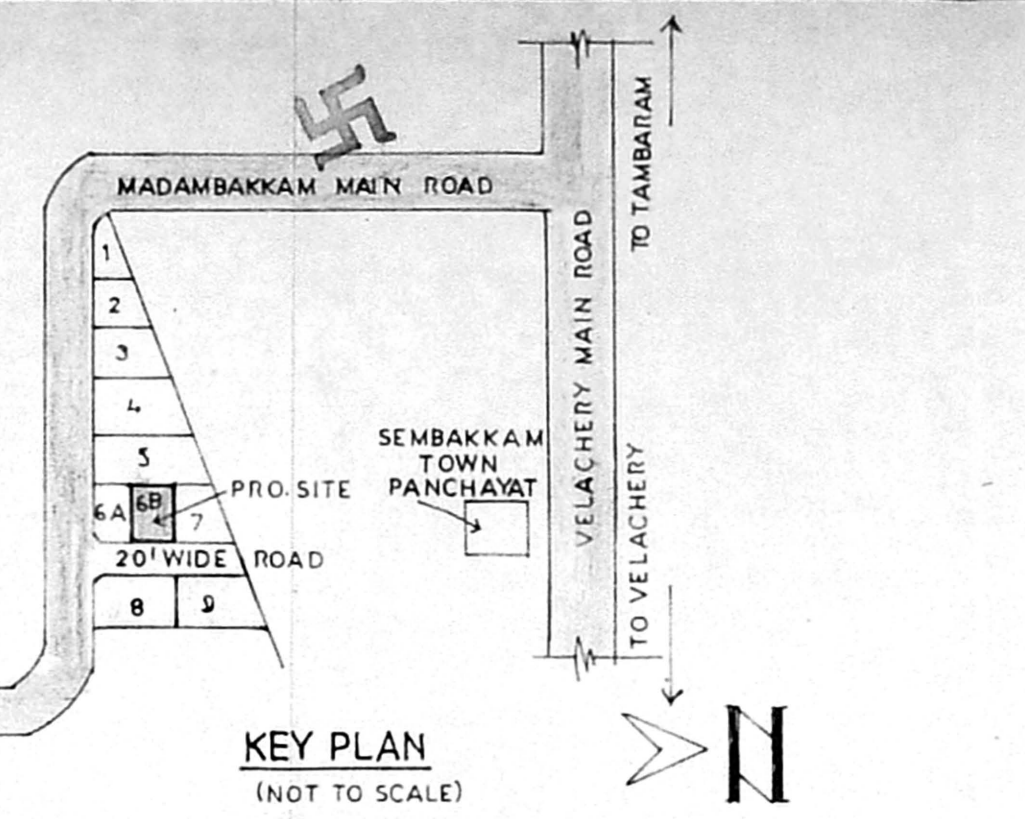 MADAMBAKKAM MAIN ROAD
TO TAMBARAM
VELACHERY MAIN ROAD
TO VELACHERY
1
2
3
4
5
6A
6B
7
PRO. SITE
20' WIDE ROAD
8
9
SEMBAKKAM
TOWN
PANCHAYAT
KEY PLAN
(NOT TO SCALE)
N